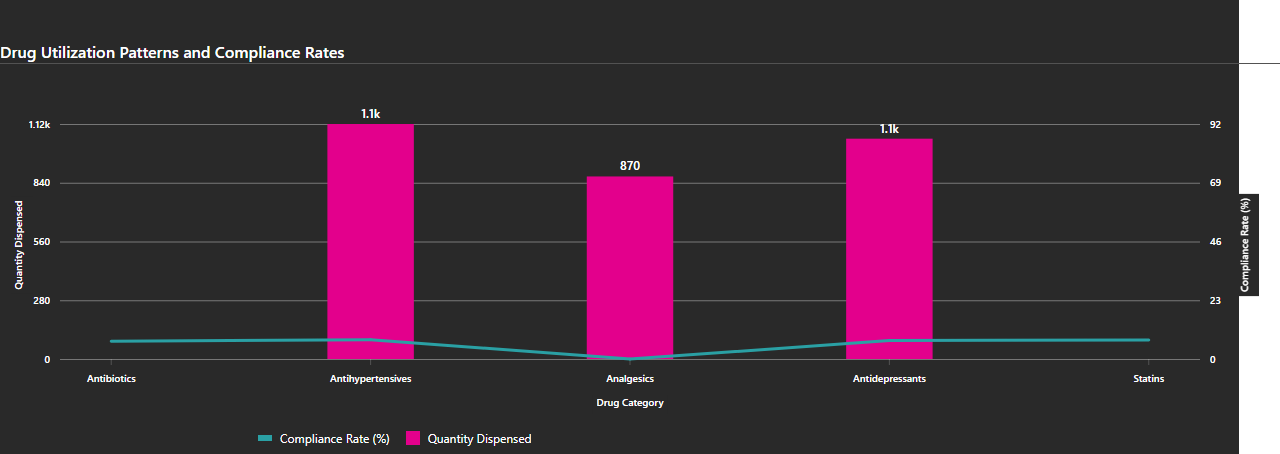 Drug Utilization Patterns and Compliance Rates
1.1k
870
1.1k
1.12k
840
560
280
0
Quantity Dispensed
92
69
46
23
0
Compliance Rate (%)
Antibiotics
Antihypertensives
Analgesics
Antidepressants
Statins
Drug Category
Compliance Rate (%)
Quantity Dispensed